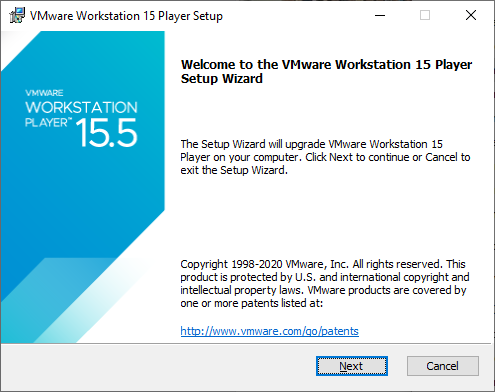 VMware Workstation 15 Player Setup
Welcome to the VMware Workstation 15 Player
Setup Wizard
VMWARE
WORKSTATION
PLAYER™
15.5
The Setup Wizard will upgrade VMware Workstation 15
Player on your computer. Click Next to continue or Cancel to
exit the Setup Wizard.
Copyright 1998-2020 VMware, Inc. All rights reserved. This
product is protected by U.S. and international copyright and
intellectual property laws. VMware products are covered by
one or more patents listed at:
http://www.vmware.com/go/patents
Next
Cancel